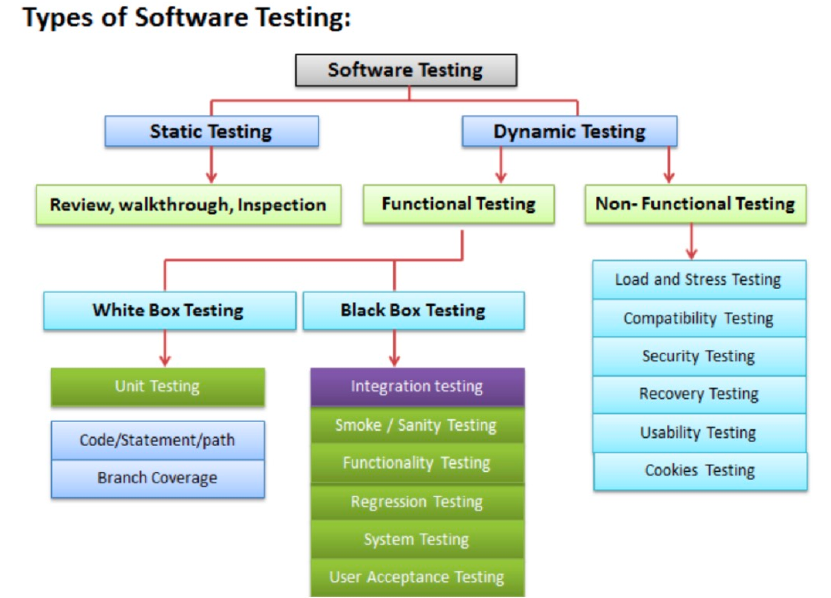 Types of Software Testing:
Software Testing
Static Testing
Dynamic Testing
Review, walkthrough, Inspection
Functional Testing
Non- Functional Testing
White Box Testing
Black Box Testing
Unit Testing
Code/Statement/path
Branch Coverage
Integration testing
Smoke / Sanity Testing
Functionality Testing
Regression Testing
System Testing
User Acceptance Testing
Load and Stress Testing
Compatibility Testing
Security Testing
Recovery Testing
Usability Testing
Cookies Testing